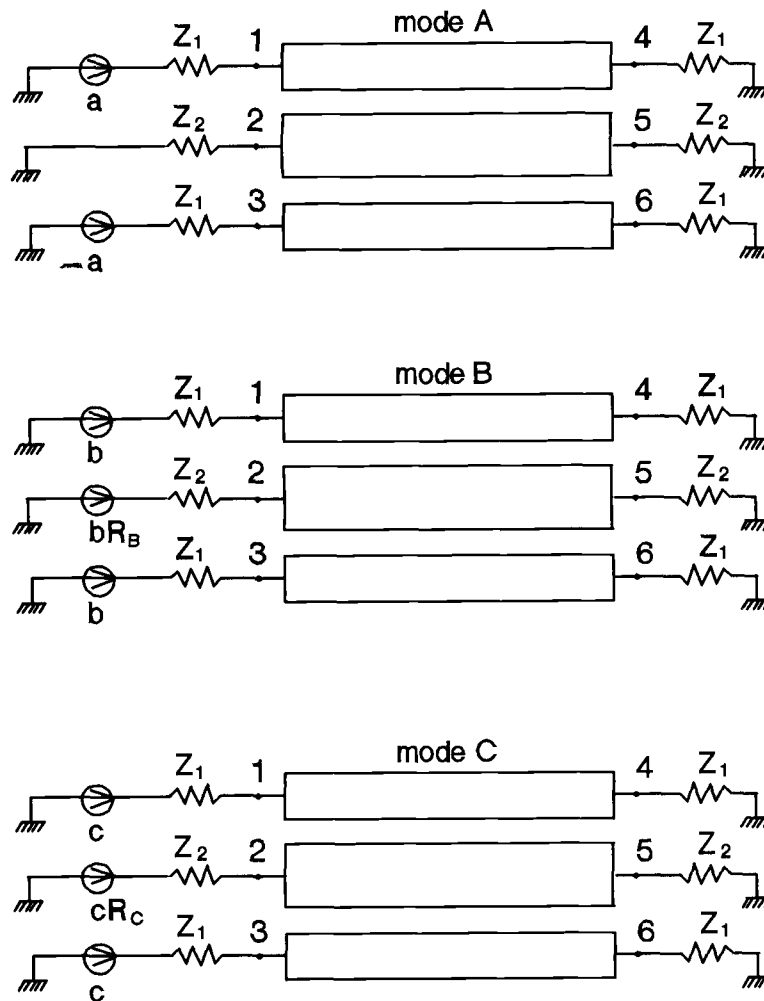 mode A
Z₁ 1 4 Z₁
a
Z₂ 2 5 Z₂
Z₁ 3 6 Z₁
-a
mode B
Z₁ 1 4 Z₁
b
Z₂ 2 5 Z₂
bR_B
Z₁ 3 6 Z₁
b
mode C
Z₁ 1 4 Z₁
c
Z₂ 2 5 Z₂
cR_C
Z₁ 3 6 Z₁
c